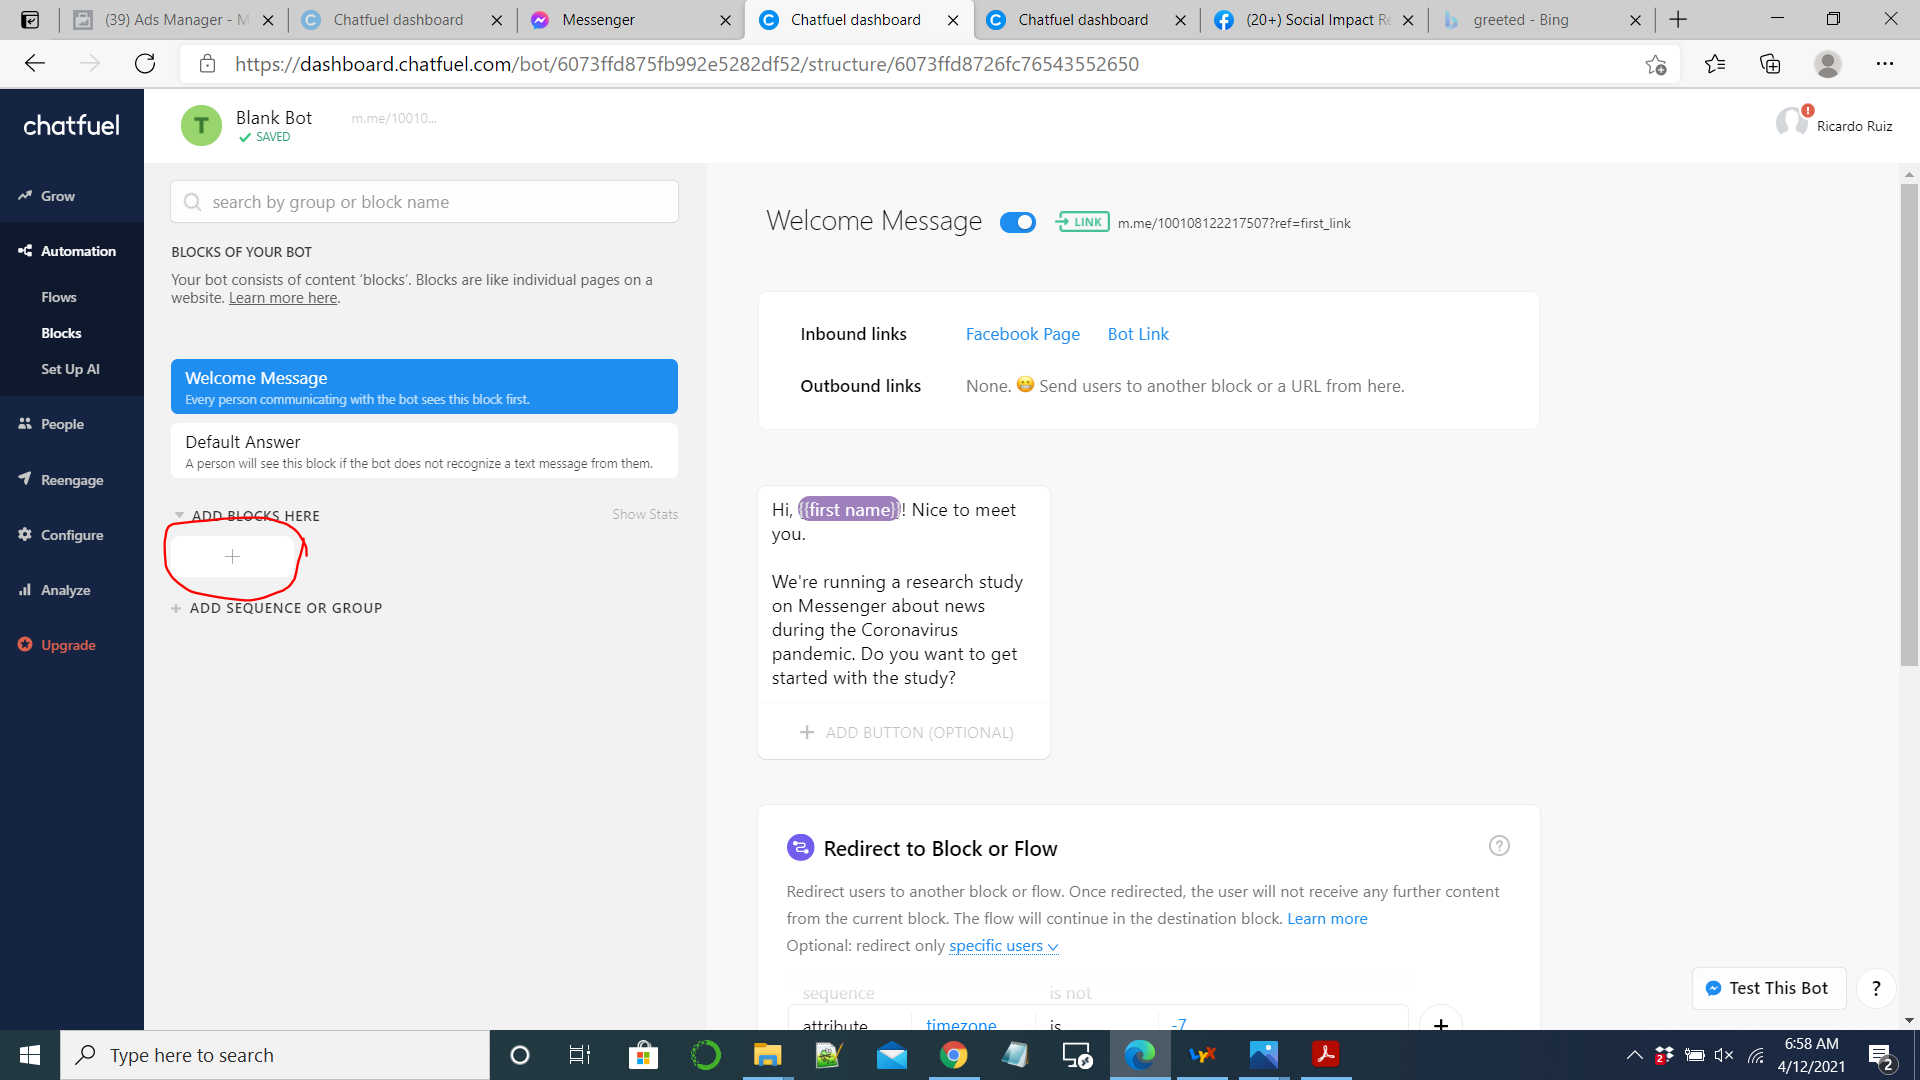 (39) Ads Manager - M
Chatfuel dashboard
Messenger
Chatfuel dashboard
Chatfuel dashboard
(20+) Social Impact Re
greeted - Bing
https://dashboard.chatfuel.com/bot/6073ffd875fb992e5282df52/structure/6073ffd8726fc76543552650
chatfuel
T
Blank Bot
SAVED
m.me/10010...
Ricardo Ruiz
Grow
Automation
Flows
Blocks
Set Up AI
People
Reengage
Configure
Analyze
Upgrade
search by group or block name
BLOCKS OF YOUR BOT
Your bot consists of content ‘blocks’. Blocks are like individual pages on a
website. Learn more here.
Welcome Message
Every person communicating with the bot sees this block first.
Default Answer
A person will see this block if the bot does not recognize a text message from them.
ADD BLOCKS HERE
Show Stats
+
+ ADD SEQUENCE OR GROUP
Welcome Message
LINK
m.me/100108122217507?ref=first_link
Inbound links
Facebook Page
Bot Link
Outbound links
None. 😬 Send users to another block or a URL from here.
Hi, {{first name}}! Nice to meet
you.
We're running a research study
on Messenger about news
during the Coronavirus
pandemic. Do you want to get
started with the study?
+ ADD BUTTON (OPTIONAL)
Redirect to Block or Flow
?
Redirect users to another block or flow. Once redirected, the user will not receive any further content
from the current block. The flow will continue in the destination block. Learn more
Optional: redirect only specific users
sequence
is not
attribute
timezone
is
-7
+
Test This Bot
?
Type here to search
6:58 AM
4/12/2021
2
2